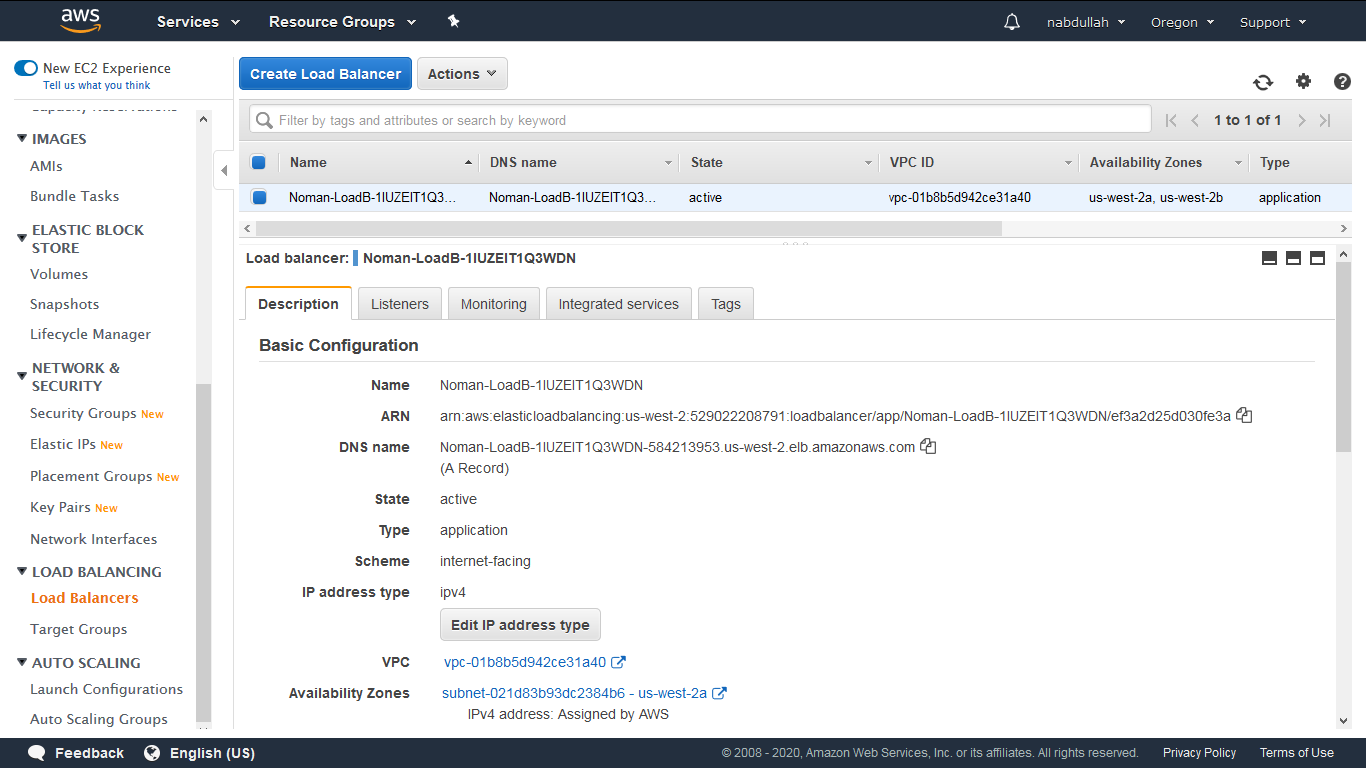 aws
Services
Resource Groups
nabdullah
Oregon
Support
New EC2 Experience
Tell us what you think
Capacity Reservations
IMAGES
AMIs
Bundle Tasks
ELASTIC BLOCK
STORE
Volumes
Snapshots
Lifecycle Manager
NETWORK &
SECURITY
Security Groups New
Elastic IPs New
Placement Groups New
Key Pairs New
Network Interfaces
LOAD BALANCING
Load Balancers
Target Groups
AUTO SCALING
Launch Configurations
Auto Scaling Groups
Create Load Balancer
Actions
Filter by tags and attributes or search by keyword
1 to 1 of 1
Name DNS name State VPC ID Availability Zones Type
Noman-LoadB-1IUZEIT1Q3... Noman-LoadB-1IUZEIT1Q3... active vpc-01b8b5d942ce31a40 us-west-2a, us-west-2b application
Load balancer: Noman-LoadB-1IUZEIT1Q3WDN
Description
Listeners
Monitoring
Integrated services
Tags
Basic Configuration
Name Noman-LoadB-1IUZEIT1Q3WDN
ARN arn:aws:elasticloadbalancing:us-west-2:529022208791:loadbalancer/app/Noman-LoadB-1IUZEIT1Q3WDN/ef3a2d25d030fe3a
DNS name Noman-LoadB-1IUZEIT1Q3WDN-584213953.us-west-2.elb.amazonaws.com
(A Record)
State active
Type application
Scheme internet-facing
IP address type ipv4
Edit IP address type
VPC vpc-01b8b5d942ce31a40
Availability Zones subnet-021d83b93dc2384b6 - us-west-2a
IPv4 address: Assigned by AWS
Feedback
English (US)
© 2008 - 2020, Amazon Web Services, Inc. or its affiliates. All rights reserved.
Privacy Policy
Terms of Use